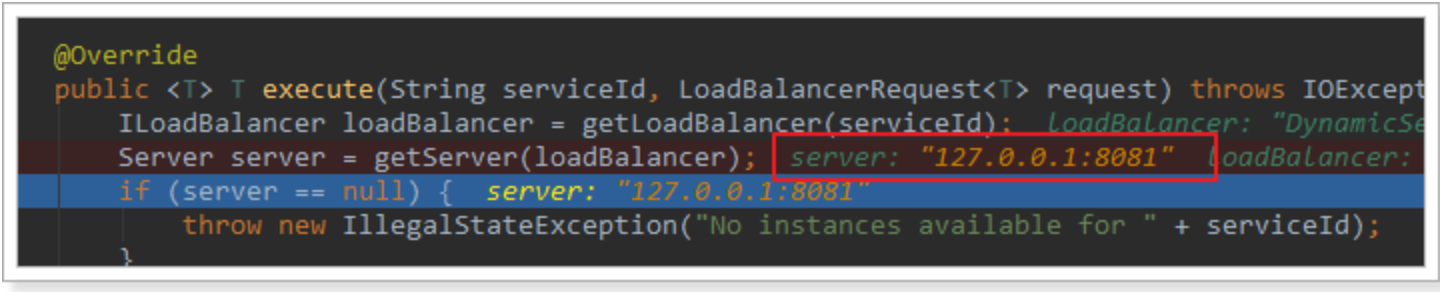 @Override
public <T> T execute(String serviceId, LoadBalancerRequest<T> request) throws IOExcept
ILoadBalancer loadBalancer = getLoadBalancer(serviceId); loadBalancer: "DynamicSe
Server server = getServer(loadBalancer); server: "127.0.0.1:8081" loadBalancer:
if (server == null) { server: "127.0.0.1:8081"
throw new IllegalStateException("No instances available for " + serviceId);
}